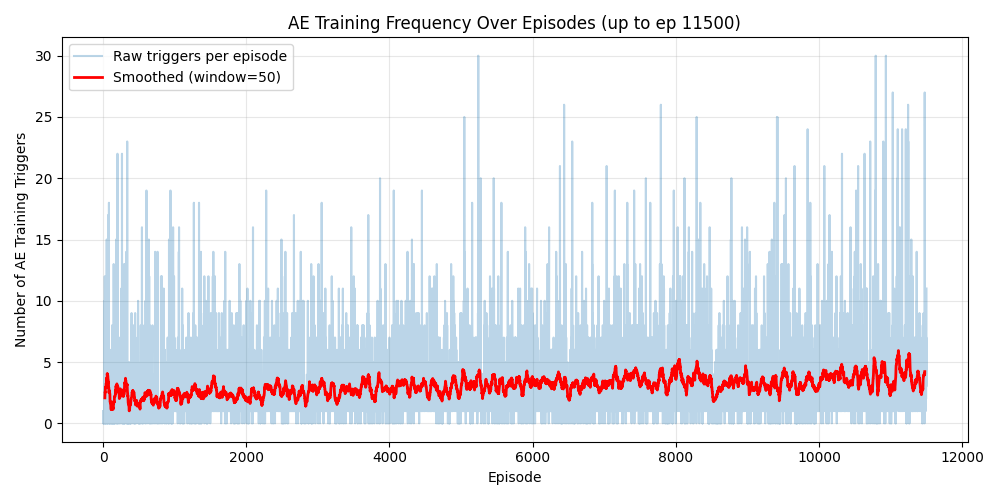 AE Training Frequency Over Episodes (up to ep 11500)
Raw triggers per episode
Smoothed (window=50)
Number of AE Training Triggers
30
25
20
15
10
5
0
0 2000 4000 6000 8000 10000 12000
Episode